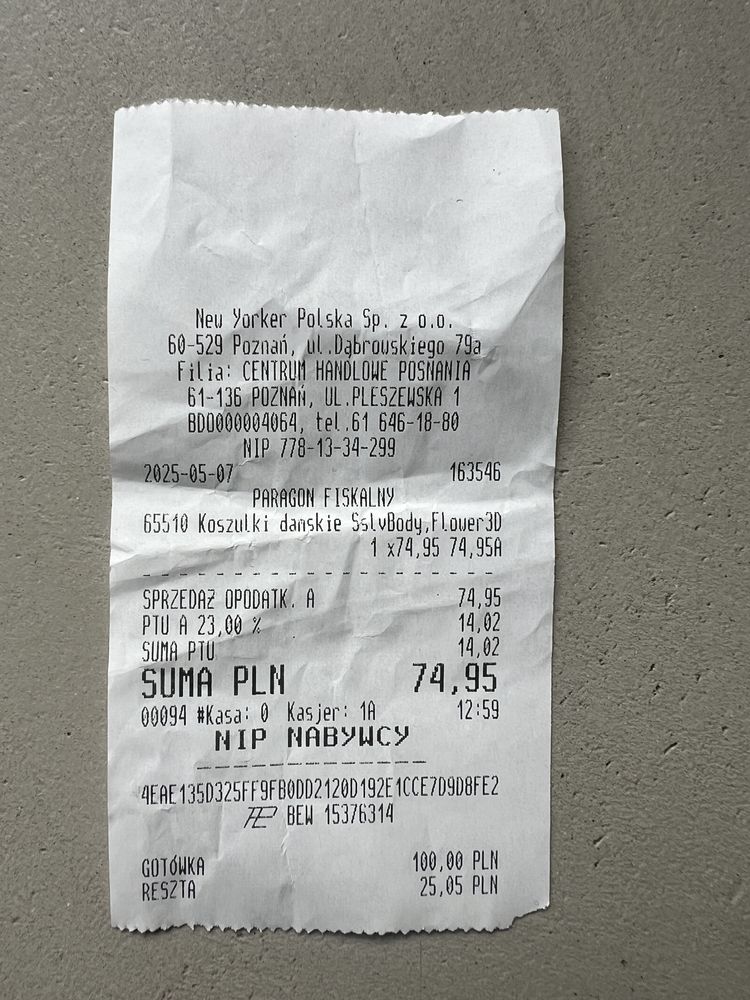 New Yorker Polska Sp. z o.o.
60-529 Poznań, ul.Dąbrowskiego 79a
Filia: CENTRUM HANDLOWE POSNANIA
61-136 POZNAŃ, UL.PLESZEWSKA 1
BDO000004064, tel.61 646-18-80
NIP 778-13-34-299
2025-05-07 163546
PARAGON FISKALNY
65510 Koszulki damskie SslvBody,Flower3D
1 x74,95 74,95A
SPRZEDAŻ OPODATK. A 74,95
PTU A 23,00 % 14,02
SUMA PTU 14,02
SUMA PLN 74,95
00094 #Kasa: 0 Kasjer: 1A 12:59
NIP NABYWCY
4EAE135D325FF9FB0DD2120D192E1CCE7D9D8FE2
BEW 15376314
GOTÓWKA 100,00 PLN
RESZTA 25,05 PLN